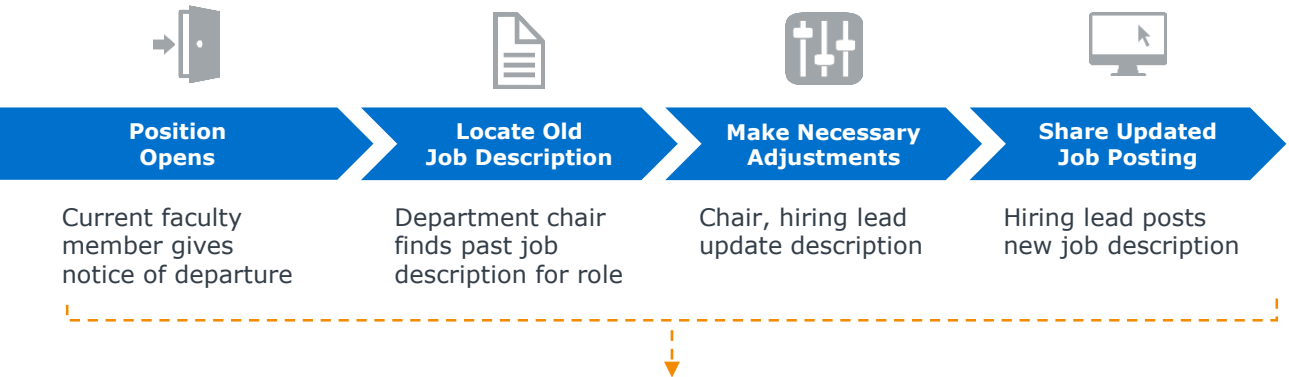 Position
Opens
Locate Old
Job Description
Make Necessary
Adjustments
Share Updated
Job Posting
Current faculty
member gives
notice of departure
Department chair
finds past job
description for role
Chair, hiring lead
update description
Hiring lead posts
new job description